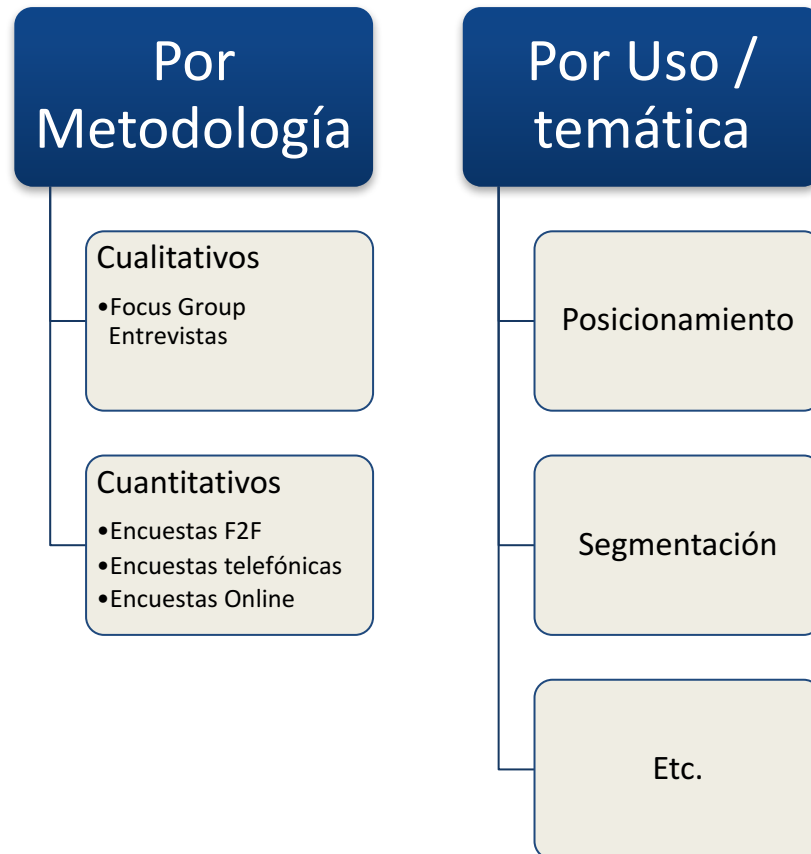 Por
Metodología
Cualitativos
•Focus Group
Entrevistas
Cuantitativos
•Encuestas F2F
•Encuestas telefónicas
•Encuestas Online
Por Uso /
temática
Posicionamiento
Segmentación
Etc.